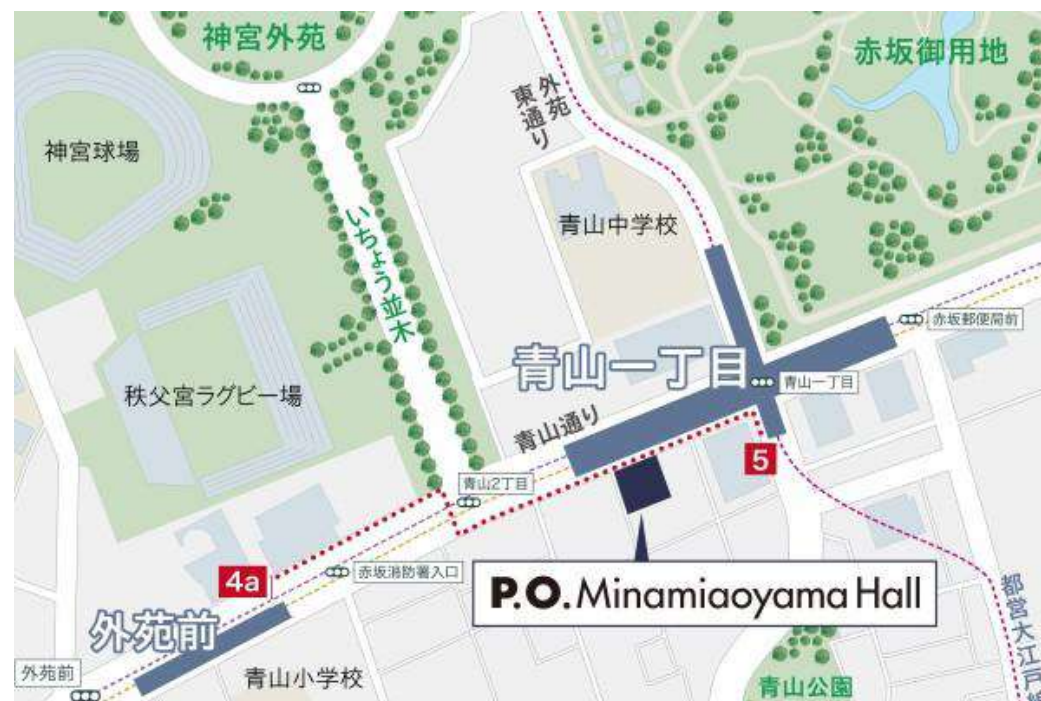 神宮外苑
赤坂御用地
外苑
東通り
神宮球場
いちょう並木
青山中学校
赤坂郵便局前
青山一丁目
青山一丁目
秩父宮ラグビー場
青山通り
5
青山2丁目
4a
赤坂消防署入口
P.O. Minamiaoyama Hall
外苑前
都営大江戸線
外苑前
青山小学校
青山公園